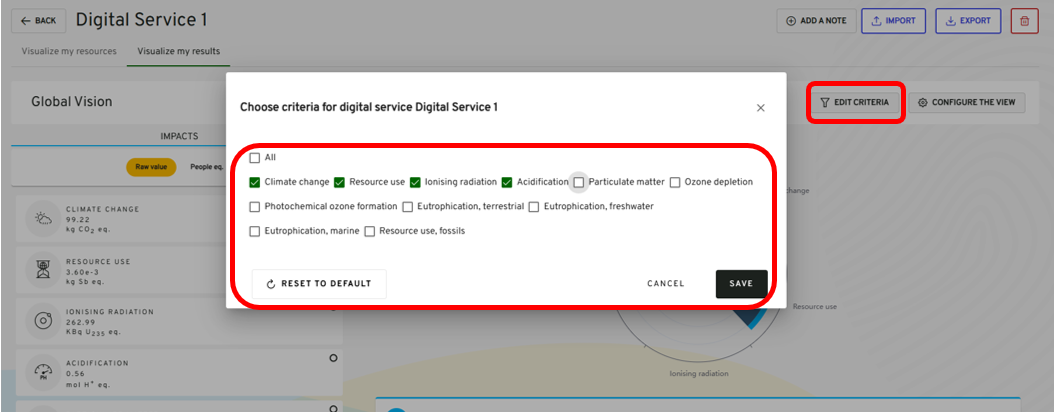 BACK
Digital Service 1
ADD A NOTE
IMPORT
EXPORT
Visualize my resources
Visualize my results
Global Vision
EDIT CRITERIA
CONFIGURE THE VIEW
Choose criteria for digital service Digital Service 1
IMPACTS
Raw value
People eq.
All
Climate change Resource use Ionising radiation Acidification Particulate matter Ozone depletion
Photochemical ozone formation Eutrophication, terrestrial Eutrophication, freshwater
Eutrophication, marine Resource use, fossils
RESET TO DEFAULT
CANCEL
SAVE
CLIMATE CHANGE
99.22
kg CO₂ eq.
RESOURCE USE
3.60e-3
kg Sb eq.
IONISING RADIATION
262.99
KBq U₂₃₅ eq.
ACIDIFICATION
0.56
mol H⁺ eq.
PH
change
Resource use
Ionising radiation